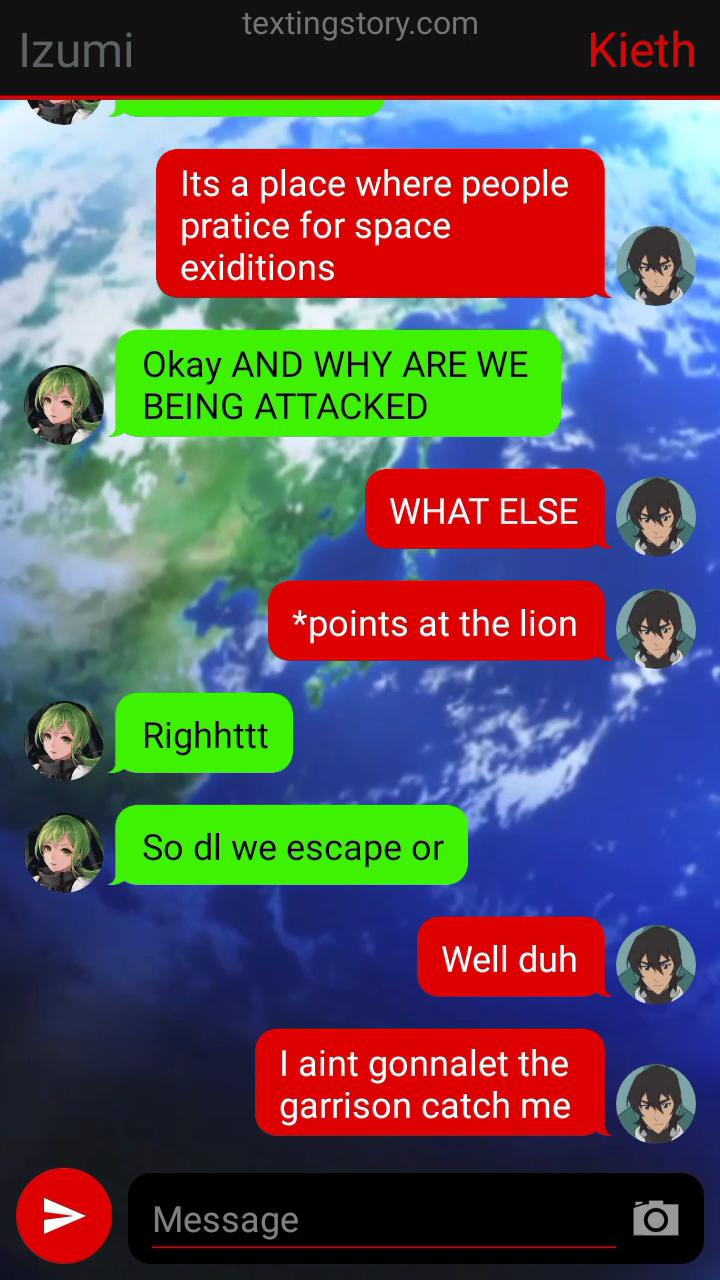 textingstory.com
Izumi
Kieth
Its a place where people
pratice for space
exiditions
Okay AND WHY ARE WE
BEING ATTACKED
WHAT ELSE
*points at the lion
Righhttt
So dl we escape or
Well duh
I aint gonnalet the
garrison catch me
Message